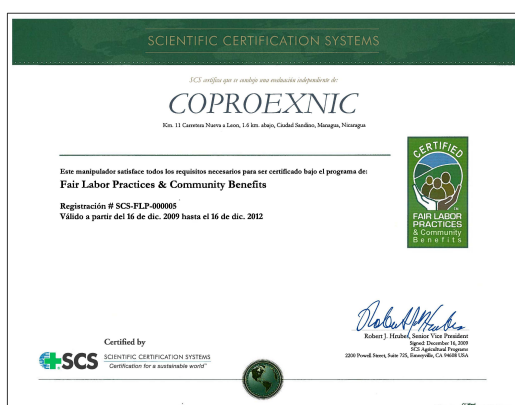 SCIENTIFIC CERTIFICATION SYSTEMS
SCS certifica que se condujo una evaluación independiente de:
COPROEXNIC
Km. 11 Carretera Nueva a Leon, 1.6 km. abajo, Ciudad Sandino, Managua, Nicaragua
Este manipulador satisface todos los requisitos necesarios para ser certificado bajo el programa de:
Fair Labor Practices & Community Benefits
Registración # SCS-FLP-000005
Válido a partir del 16 de dic. 2009 hasta el 16 de dic. 2012
CERTIFIED
FAIR LABOR
PRACTICES
& Community
Benefits
Robert J. Hrubes, Senior Vice President
Signed: December 16, 2009
SCS Agricultural Programs
2200 Powell Street, Suite 725, Emeryville, CA 94608 USA
Certified by
SCS
SCIENTIFIC CERTIFICATION SYSTEMS
Certification for a sustainable world